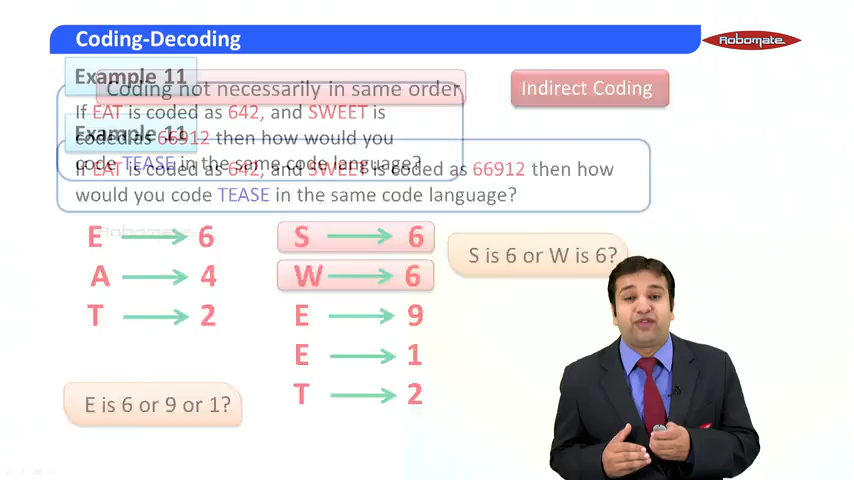 Coding-Decoding
Robomate
Example 11
Coding not necessarily in same order
Indirect Coding
If EAT is coded as 642, and SWEET is
coded as 66912 then how would you
code TEASE in the same code language?
Example 11
If EAT is coded as 642, and SWEET is coded as 66912 then how
would you code TEASE in the same code language?
Robomate
E 6
A 4
T 2
S 6
W 6
E 9
E 1
T 2
S is 6 or W is 6?
E is 6 or 9 or 1?